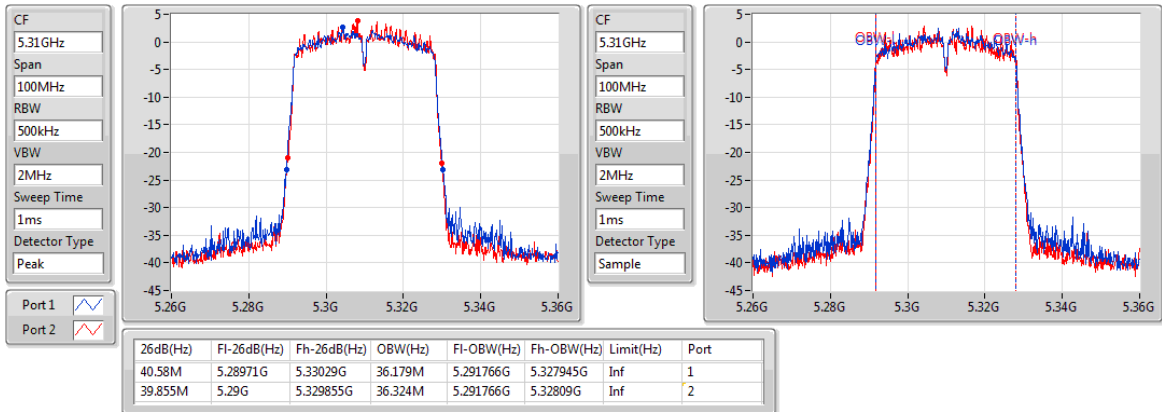 CF
5.31GHz
Span
100MHz
RBW
500kHz
VBW
2MHz
Sweep Time
1ms
Detector Type
Peak
Port 1
Port 2
5
0
-5
-10
-15
-20
-25
-30
-35
-40
-45
5.26G 5.28G 5.3G 5.32G 5.34G 5.36G
CF
5.31GHz
Span
100MHz
RBW
500kHz
VBW
2MHz
Sweep Time
1ms
Detector Type
Sample
5
0
-5
-10
-15
-20
-25
-30
-35
-40
-45
OBW-l OBW-h
5.26G 5.28G 5.3G 5.32G 5.34G 5.36G
26dB(Hz) Fl-26dB(Hz) Fh-26dB(Hz) OBW(Hz) Fl-OBW(Hz) Fh-OBW(Hz) Limit(Hz) Port
40.58M 5.28971G 5.33029G 36.179M 5.291766G 5.327945G Inf 1
39.855M 5.29G 5.329855G 36.324M 5.291766G 5.32809G Inf 2